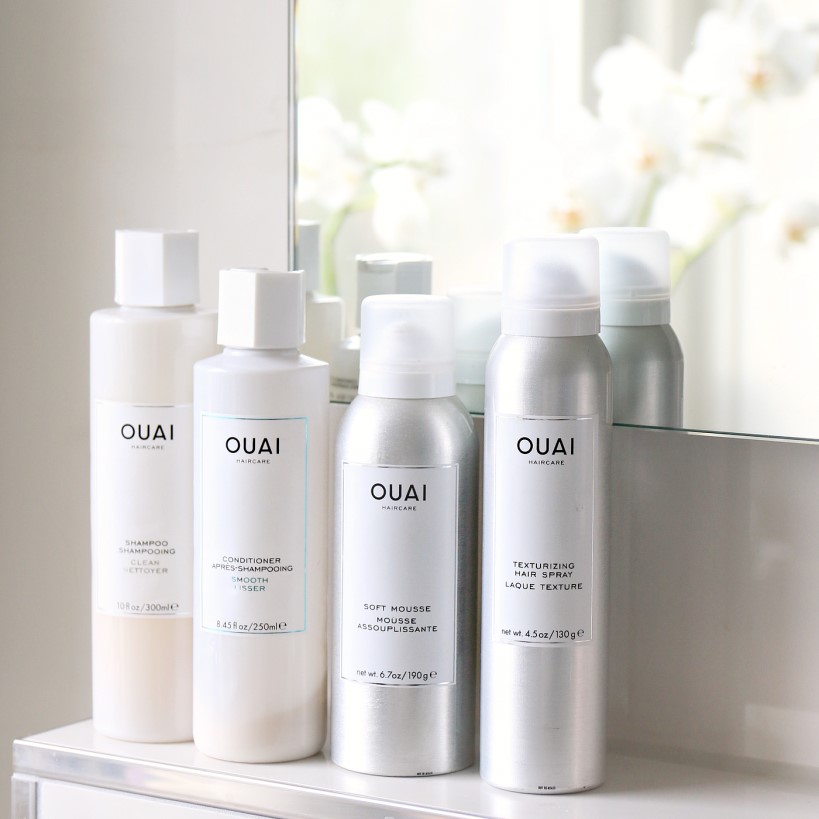 OUAI
HAIRCARE
SHAMPOO
SHAMPOOING
CLEAN
NETTOYER
10 fl oz/300ml e
OUAI
HAIRCARE
CONDITIONER
APRÈS-SHAMPOOING
SMOOTH
LISSER
8.45 fl oz/250ml e
OUAI
HAIRCARE
SOFT MOUSSE
MOUSSE
ASSOUPLISSANTE
net wt. 6.7oz/190g e
OUAI
HAIRCARE
TEXTURIZING
HAIR SPRAY
LAQUE TEXTURE
net wt. 4.5oz/130g e